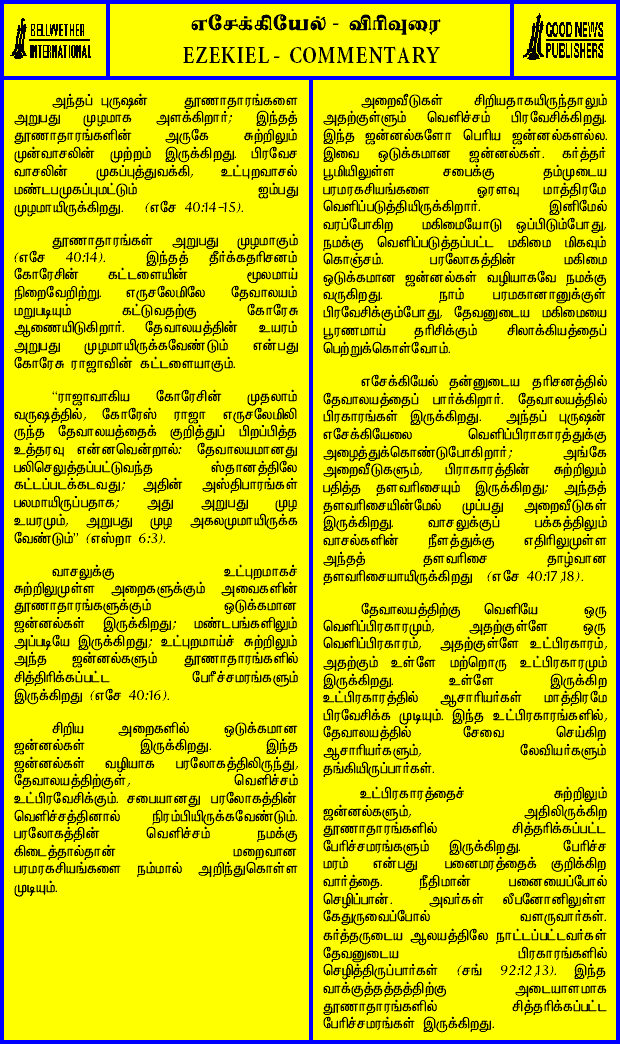 BELLWETHER
INTERNATIONAL
எசேக்கியேல் - விரிவுரை
EZEKIEL - COMMENTARY
GOOD NEWS
PUBLISHERS
அந்தப் புருஷன் தூணாதாரங்களை
அறுபது முழமாக அளக்கிறார்; இந்தத்
தூணாதாரங்களின் அருகே சுற்றிலும்
முன்வாசலின் முற்றம் இருக்கிறது. பிரவேச
வாசலின் முகப்புத்துவக்கி, உட்புறவாசல்
மண்டபமுகப்புமட்டும் ஐம்பது
முழமாயிருக்கிறது. (எசே 40:14-15).
தூணாதாரங்கள் அறுபது முழமாகும்
(எசே 40:14). இந்தத் தீர்க்கதரிசனம்
கோரேசின் கட்டளையின் மூலமாய்
நிறைவேறிற்று. எருசலேமிலே தேவாலயம்
மறுபடியும் கட்டுவதற்கு கோரேசு
ஆணையிடுகிறார். தேவாலயத்தின் உயரம்
அறுபது முழமாயிருக்கவேண்டும் என்பது
கோரேசு ராஜாவின் கட்டளையாகும்.
"ராஜாவாகிய கோரேசின் முதலாம்
வருஷத்தில், கோரேஸ் ராஜா எருசலேமிலி
ருந்த தேவாலயத்தைக் குறித்துப் பிறப்பித்த
உத்தரவு என்னவென்றால்: தேவாலயமானது
பலிசெலுத்தப்பட்டுவந்த ஸ்தானத்திலே
கட்டப்படக்கடவது; அதின் அஸ்திபாரங்கள்
பலமாயிருப்பதாக; அது அறுபது முழ
உயரமும், அறுபது முழ அகலமுமாயிருக்க
வேண்டும்" (எஸ்றா 6:3).
வாசலுக்கு உட்புறமாகச்
சுற்றிலுமுள்ள அறைகளுக்கும் அவைகளின்
தூணாதாரங்களுக்கும் ஒடுக்கமான
ஜன்னல்கள் இருக்கிறது; மண்டபங்களிலும்
அப்படியே இருக்கிறது; உட்புறமாய்ச் சுற்றிலும்
அந்த ஜன்னல்களும் தூணாதாரங்களில்
சித்திரிக்கப்பட்ட பேரீச்சமரங்களும்
இருக்கிறது (எசே 40:16).
சிறிய அறைகளில் ஒடுக்கமான
ஜன்னல்கள் இருக்கிறது. இந்த
ஜன்னல்கள் வழியாக பரலோகத்திலிருந்து,
தேவாலயத்திற்குள், வெளிச்சம்
உட்பிரவேசிக்கும். சபையானது பரலோகத்தின்
வெளிச்சத்தினால் நிரம்பியிருக்கவேண்டும்.
பரலோகத்தின் வெளிச்சம் நமக்கு
கிடைத்தால்தான் மறைவான
பரமரகசியங்களை நம்மால் அறிந்துகொள்ள
முடியும்.
அறைவீடுகள் சிறியதாகயிருந்தாலும்
அதற்குள்ளும் வெளிச்சம் பிரவேசிக்கிறது.
இந்த ஜன்னல்களோ பெரிய ஜன்னல்களல்ல.
இவை ஒடுக்கமான ஜன்னல்கள். கர்த்தர்
பூமியிலுள்ள சபைக்கு தம்முடைய
பரமரகசியங்களை ஓரளவு மாத்திரமே
வெளிப்படுத்தியிருக்கிறார். இனிமேல்
வரப்போகிற மகிமையோடு ஒப்பிடும்போது,
நமக்கு வெளிப்படுத்தப்பட்ட மகிமை மிகவும்
கொஞ்சம். பரலோகத்தின் மகிமை
ஒடுக்கமான ஜன்னல்கள் வழியாகவே நமக்கு
வருகிறது. நாம் பரமகானானுக்குள்
பிரவேசிக்கும்போது, தேவனுடைய மகிமையை
பூரணமாய் தரிசிக்கும் சிலாக்கியத்தைப்
பெற்றுக்கொள்வோம்.
எசேக்கியேல் தன்னுடைய தரிசனத்தில்
தேவாலயத்தைப் பார்க்கிறார். தேவாலயத்தில்
பிரகாரங்கள் இருக்கிறது. அந்தப் புருஷன்
எசேக்கியேலை வெளிப்பிராகாரத்துக்கு
அழைத்துக்கொண்டுபோகிறார்; அங்கே
அறைவீடுகளும், பிராகாரத்தின் சுற்றிலும்
பதித்த தளவரிசையும் இருக்கிறது; அந்தத்
தளவரிசையின்மேல் முப்பது அறைவீடுகள்
இருக்கிறது. வாசலுக்குப் பக்கத்திலும்
வாசல்களின் நீளத்துக்கு எதிரிலுமுள்ள
அந்தத் தளவரிசை தாழ்வான
தளவரிசையாயிருக்கிறது (எசே 40:17,18).
தேவாலயத்திற்கு வெளியே ஒரு
வெளிப்பிரகாரமும், அதற்குள்ளே ஒரு
வெளிப்பிரகாரம், அதற்குள்ளே உட்பிரகாரம்,
அதற்கும் உள்ளே மற்றொரு உட்பிரகாரமும்
இருக்கிறது. உள்ளே இருக்கிற
உட்பிரகாரத்தில் ஆசாரியர்கள் மாத்திரமே
பிரவேசிக்க முடியும். இந்த உட்பிரகாரங்களில்,
தேவாலயத்தில் சேவை செய்கிற
ஆசாரியர்களும், லேவியர்களும்
தங்கியிருப்பார்கள்.
உட்பிரகாரத்தைச் சுற்றிலும்
ஜன்னல்களும், அதிலிருக்கிற
தூணாதாரங்களில் சித்தரிக்கப்பட்ட
பேரிச்சமரங்களும் இருக்கிறது. பேரிச்ச
மரம் என்பது பனைமரத்தைக் குறிக்கிற
வார்த்தை. நீதிமான் பனையைப்போல்
செழிப்பான். அவர்கள் லீபனோனிலுள்ள
கேதுருவைப்போல் வளருவார்கள்.
கர்த்தருடைய ஆலயத்திலே நாட்டப்பட்டவர்கள்
தேவனுடைய பிரகாரங்களில்
செழித்திருப்பார்கள் (சங் 92:12,13). இந்த
வாக்குத்தத்தத்திற்கு அடையாளமாக
தூணாதாரங்களில் சித்தரிக்கப்பட்ட
பேரிச்சமரங்கள் இருக்கிறது.